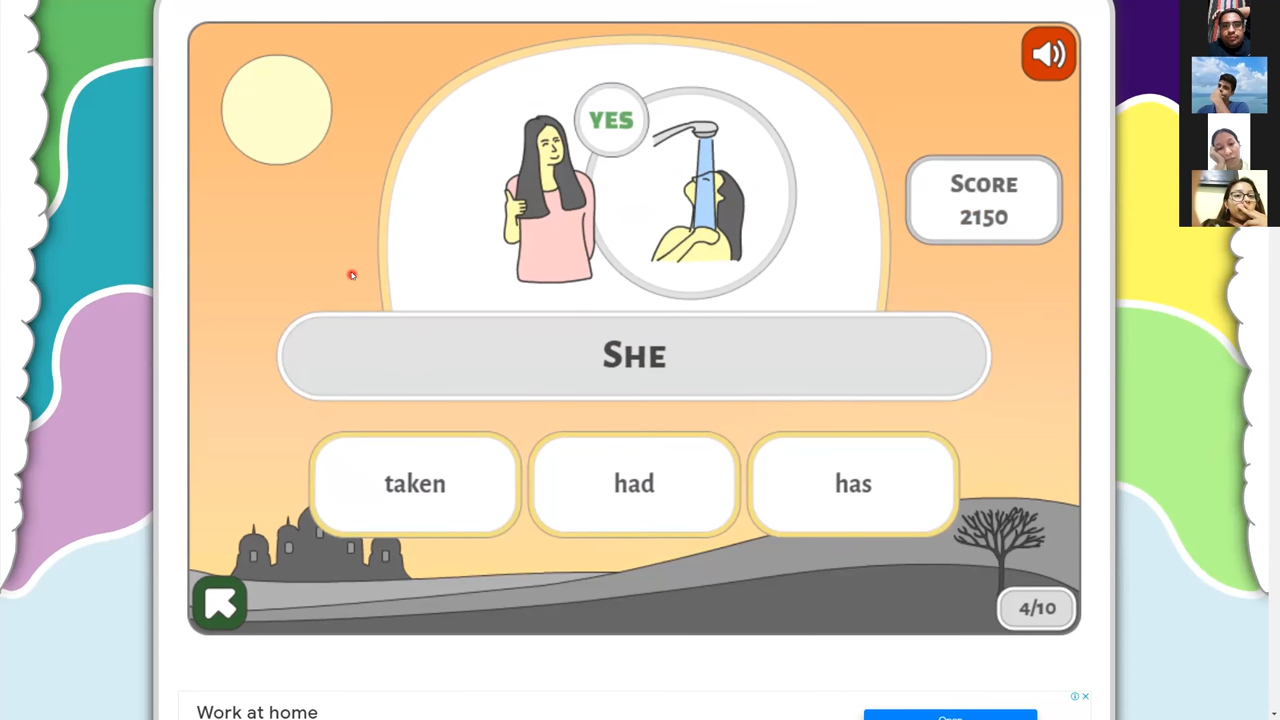 YES
SCORE
2150
SHE
taken
had
has
4/10
Work at home